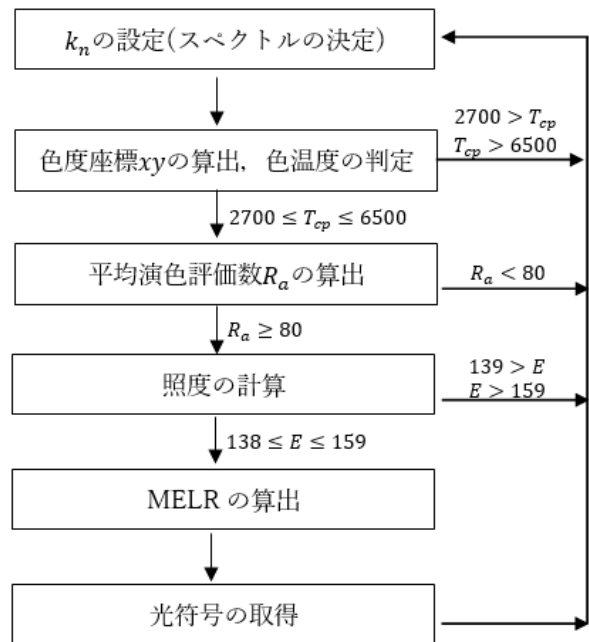 k_nの設定(スペクトルの決定)
2700 > T_cp
T_cp > 6500
色度座標xyの算出,色温度の判定
2700 ≤ T_cp ≤ 6500
平均演色評価数R_aの算出
R_a < 80
R_a ≥ 80
照度の計算
139 > E
E > 159
138 ≤ E ≤ 159
MELR の算出
光符号の取得